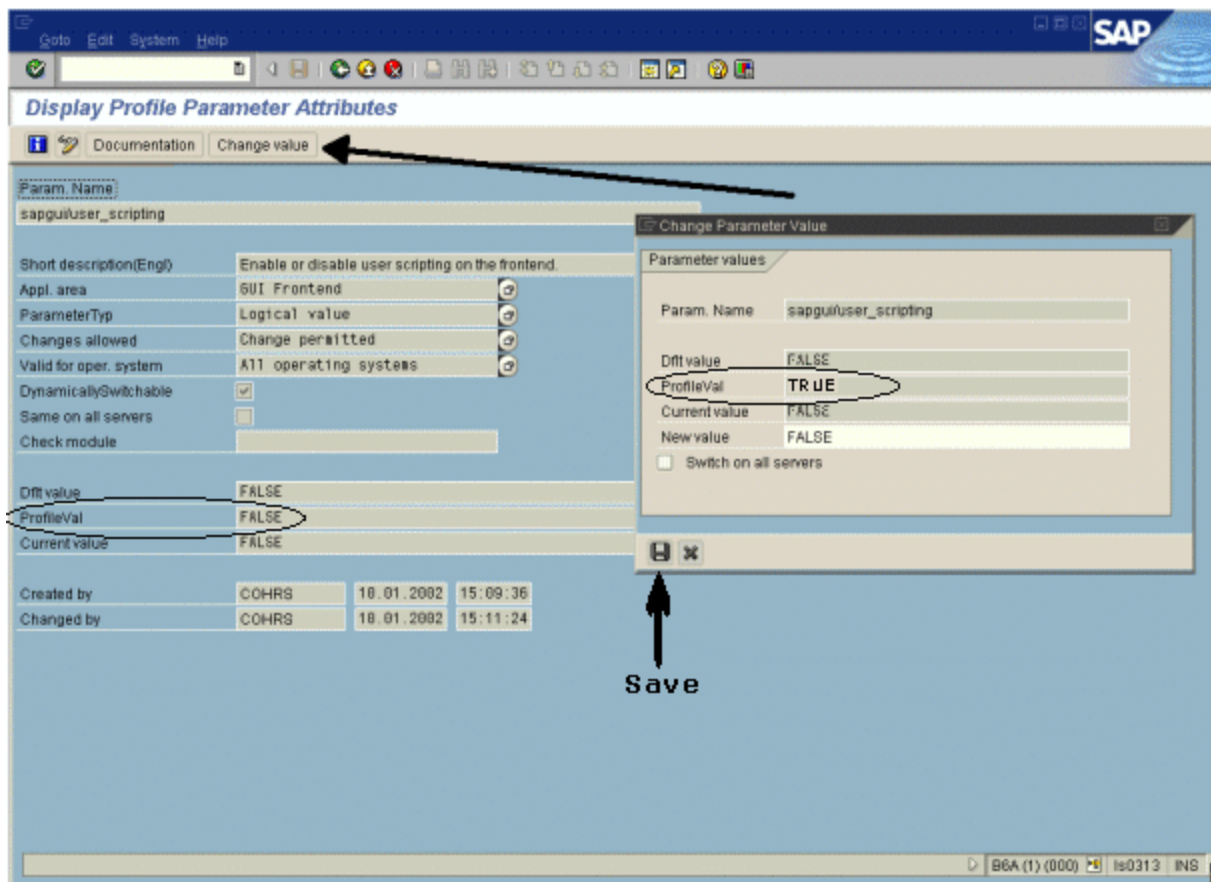 Goto Edit System Help
SAP
Display Profile Parameter Attributes
Documentation Change value
Param. Name
sapgui/user_scripting
Short description(Engl) Enable or disable user scripting on the frontend.
Appl. area GUI Frontend
ParameterTyp Logical value
Changes allowed Change permitted
Valid for oper. system All operating systems
DynamicallySwitchable
Same on all servers
Check module
Dflt value FALSE
ProfileVal FALSE
Current value FALSE
Created by COHRS 18.01.2002 15:09:36
Changed by COHRS 18.01.2002 15:11:24
Change Parameter Value
Parameter values
Param. Name sapgui/user_scripting
Dflt value FALSE
ProfileVal TRUE
Current value FALSE
New value FALSE
Switch on all servers
Save
B6A (1) (000) ls0313 INS